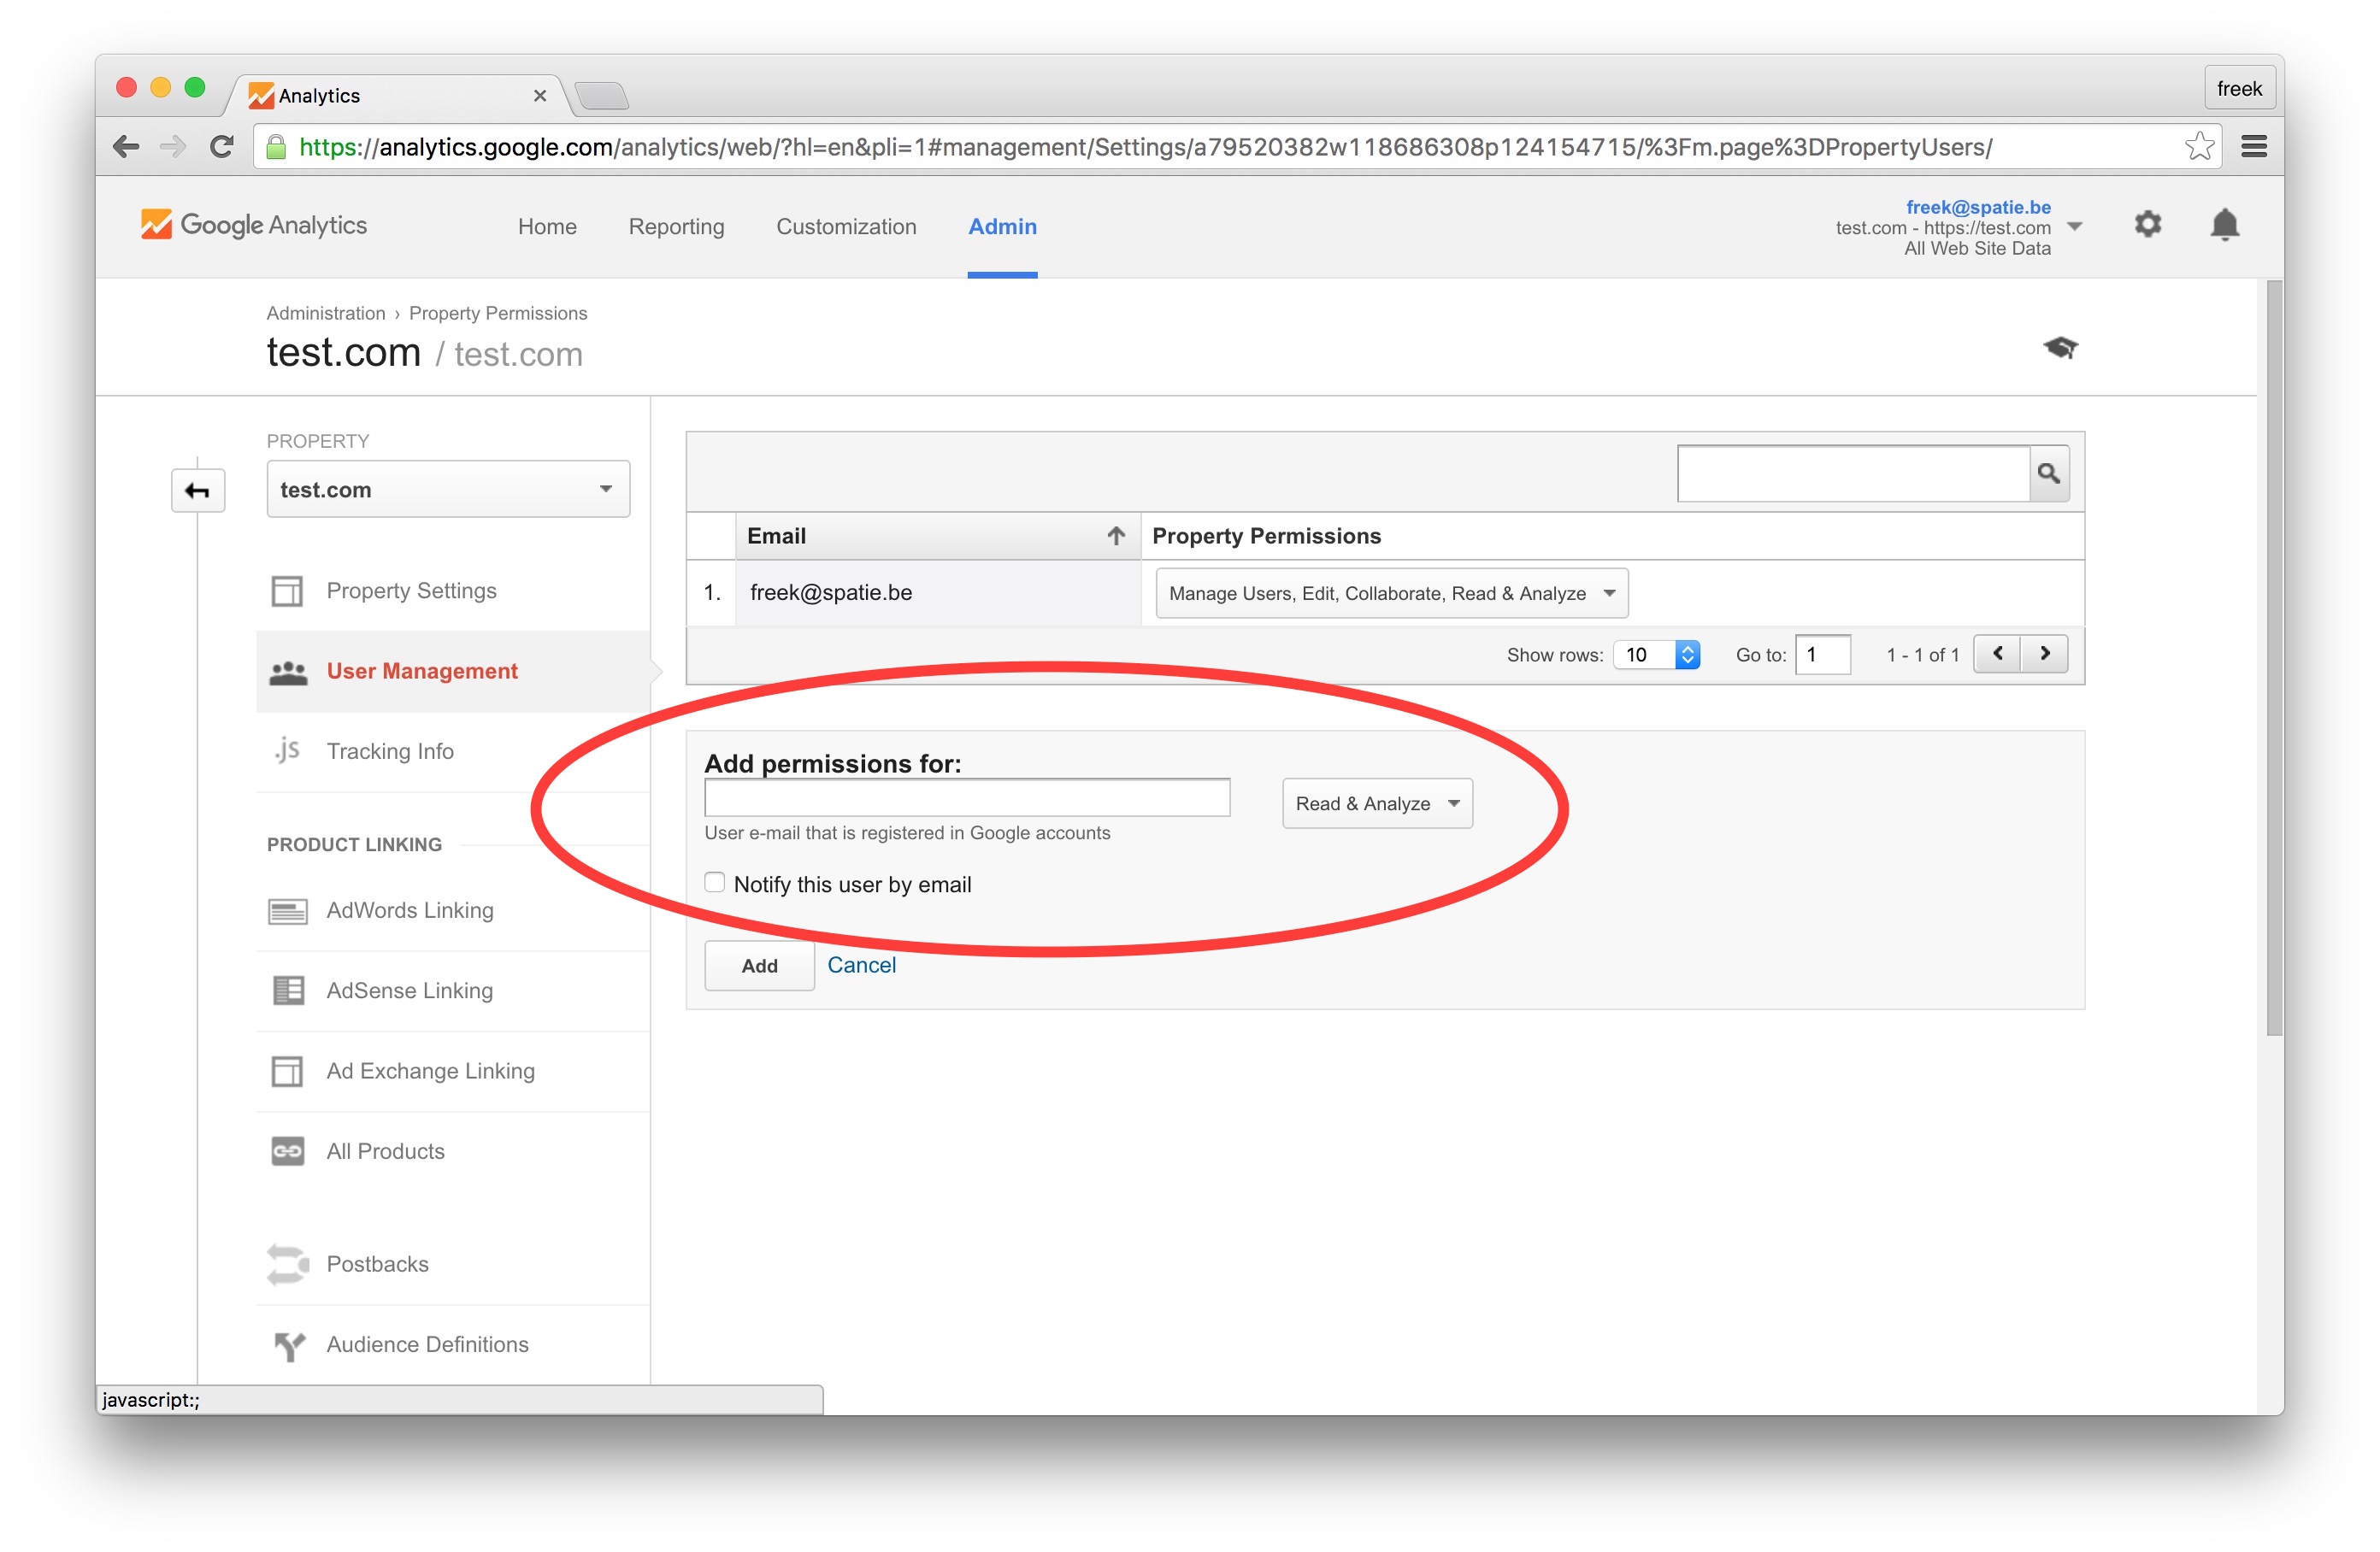 Analytics
freek
https://analytics.google.com/analytics/web/?hl=en&pli=1#management/Settings/a79520382w118686308p124154715/%3Fm.page%3DPropertyUsers/
Google Analytics
Home
Reporting
Customization
Admin
freek@spatie.be
test.com - https://test.com
All Web Site Data
Administration › Property Permissions
test.com / test.com
PROPERTY
test.com
Property Settings
User Management
.js Tracking Info
PRODUCT LINKING
AdWords Linking
AdSense Linking
Ad Exchange Linking
All Products
Postbacks
Audience Definitions
Email
Property Permissions
1. freek@spatie.be
Manage Users, Edit, Collaborate, Read & Analyze
Show rows: 10
Go to: 1
1 - 1 of 1
Add permissions for:
Read & Analyze
User e-mail that is registered in Google accounts
Notify this user by email
Add
Cancel
javascript:;